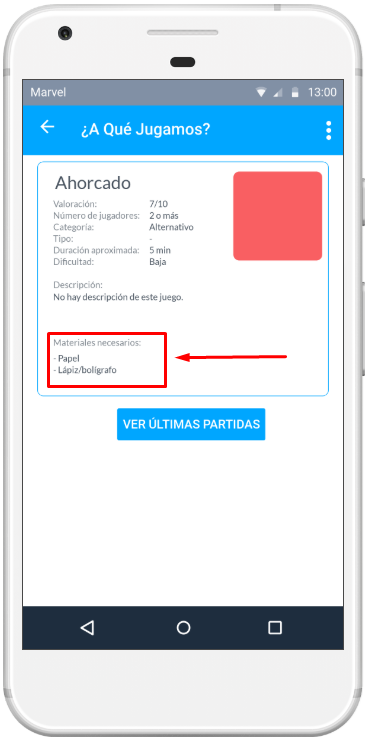 Marvel 13:00
¿A Qué Jugamos?
Ahorcado
Valoración: 7/10
Número de jugadores: 2 o más
Categoría: Alternativo
Tipo: -
Duración aproximada: 5 min
Dificultad: Baja
Descripción:
No hay descripción de este juego.
Materiales necesarios:
- Papel
- Lápiz/bolígrafo
VER ÚLTIMAS PARTIDAS